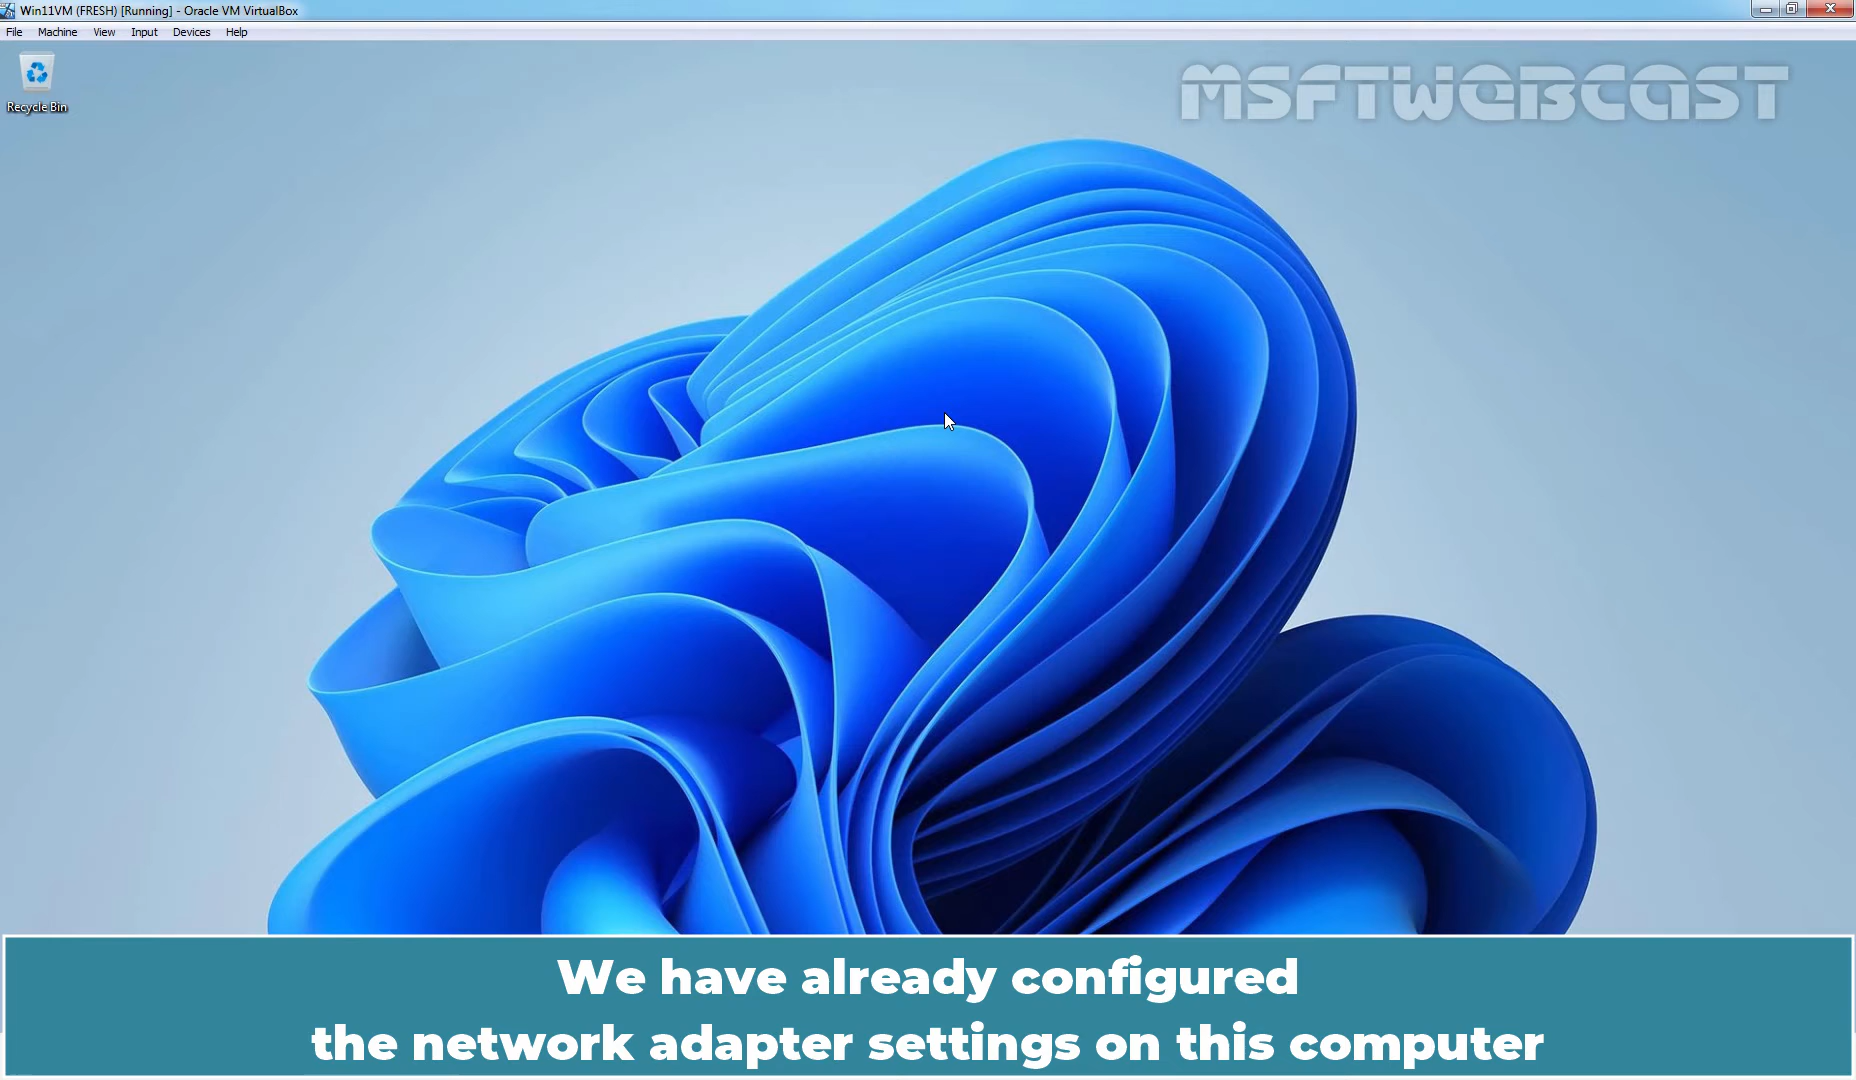 Win11VM (FRESH) [Running] - Oracle VM VirtualBox
File Machine View Input Devices Help
MSFTWEBCAST
Recycle Bin
We have already configured
the network adapter settings on this computer